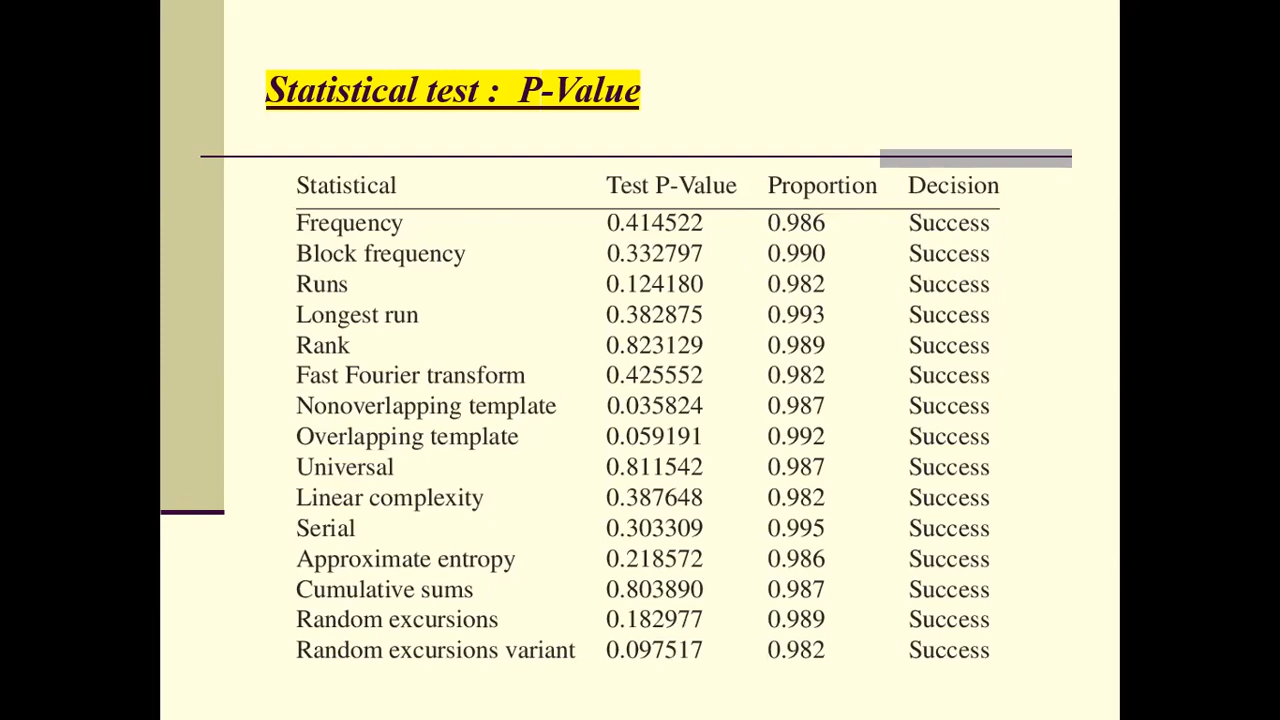 Statistical test : P-Value
Statistical Test P-Value Proportion Decision
Frequency 0.414522 0.986 Success
Block frequency 0.332797 0.990 Success
Runs 0.124180 0.982 Success
Longest run 0.382875 0.993 Success
Rank 0.823129 0.989 Success
Fast Fourier transform 0.425552 0.982 Success
Nonoverlapping template 0.035824 0.987 Success
Overlapping template 0.059191 0.992 Success
Universal 0.811542 0.987 Success
Linear complexity 0.387648 0.982 Success
Serial 0.303309 0.995 Success
Approximate entropy 0.218572 0.986 Success
Cumulative sums 0.803890 0.987 Success
Random excursions 0.182977 0.989 Success
Random excursions variant 0.097517 0.982 Success